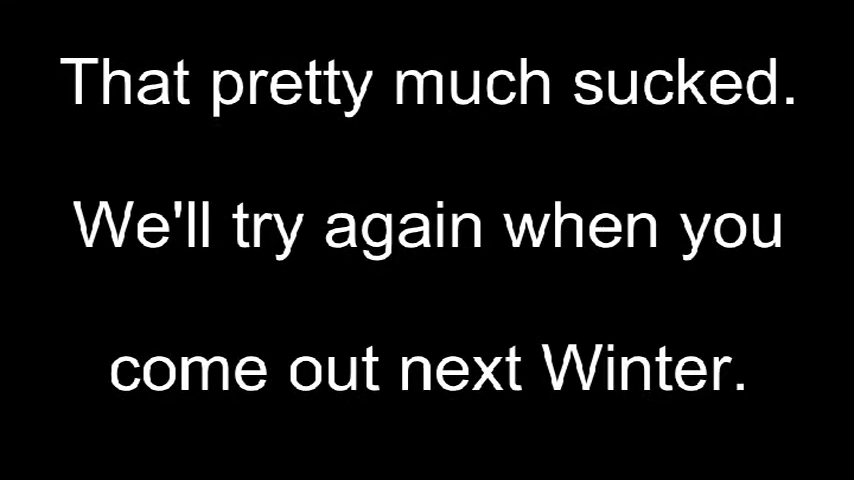 That pretty much sucked.
We'll try again when you
come out next Winter.